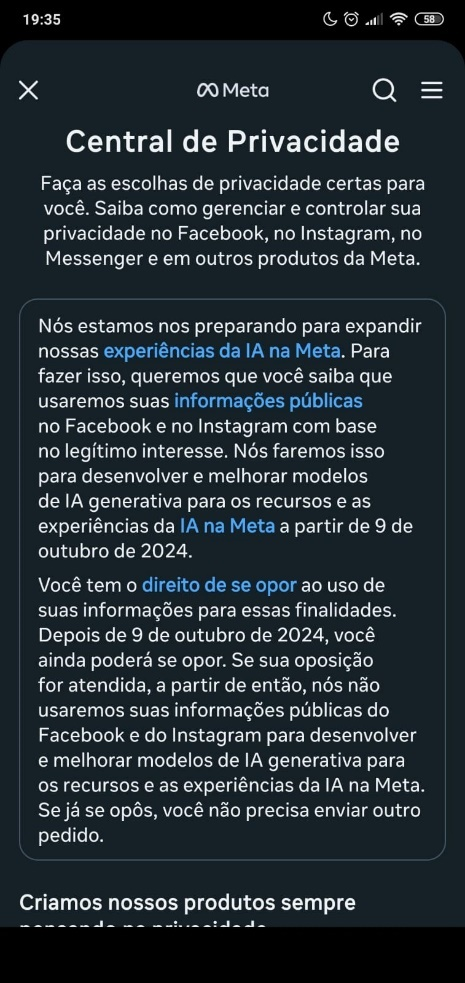 19:35
58
Meta
Central de Privacidade
Faça as escolhas de privacidade certas para
você. Saiba como gerenciar e controlar sua
privacidade no Facebook, no Instagram, no
Messenger e em outros produtos da Meta.
Nós estamos nos preparando para expandir
nossas experiências da IA na Meta. Para
fazer isso, queremos que você saiba que
usaremos suas informações públicas
no Facebook e no Instagram com base
no legítimo interesse. Nós faremos isso
para desenvolver e melhorar modelos
de IA generativa para os recursos e as
experiências da IA na Meta a partir de 9 de
outubro de 2024.
Você tem o direito de se opor ao uso de
suas informações para essas finalidades.
Depois de 9 de outubro de 2024, você
ainda poderá se opor. Se sua oposição
for atendida, a partir de então, nós não
usaremos suas informações públicas do
Facebook e do Instagram para desenvolver
e melhorar modelos de IA generativa para
os recursos e as experiências da IA na Meta.
Se já se opôs, você não precisa enviar outro
pedido.
Criamos nossos produtos sempre
pensando na privacidade